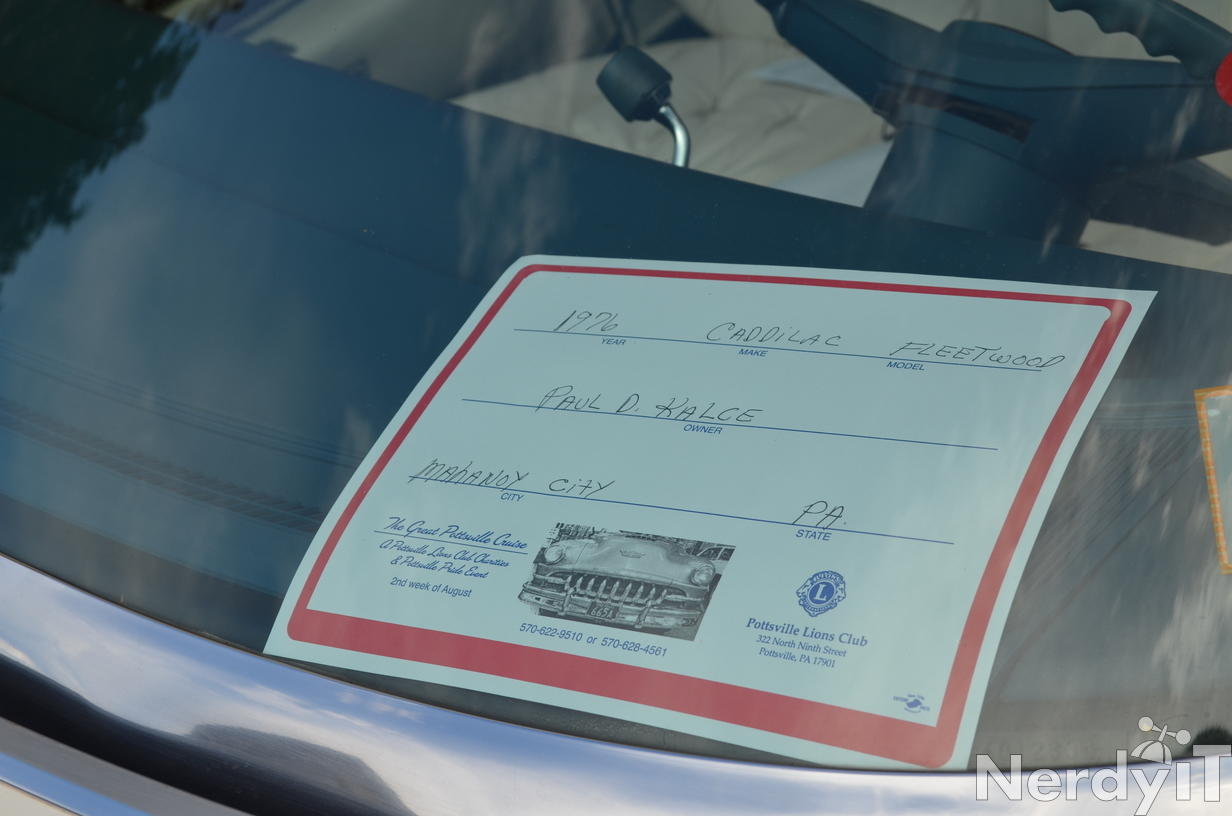 1976 CADDILAC FLEETWOOD
YEAR MAKE MODEL
PAUL D. KALCE
OWNER
MAHANOY CITY PA.
CITY STATE
The Great Pottsville Cruise
A Pottsville Lions Club Charities
& Pottsville Pride Event
2nd week of August
6654
570-622-9510 or 570-628-4561
L
Pottsville Lions Club
322 North Ninth Street
Pottsville, PA 17901
NerdyiT